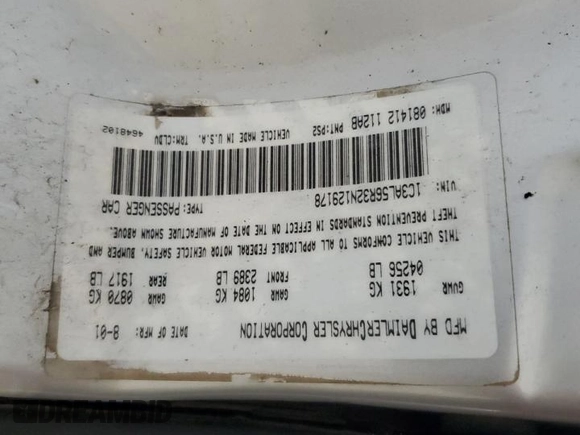 MFD BY DAIMLERCHRYSLER CORPORATION DATE OF MFR: 8-01
GVWR 1931 KG 04256 LB
GAWR FRONT 1084 KG 2389 LB
GAWR REAR 0870 KG 1917 LB
THIS VEHICLE CONFORMS TO ALL APPLICABLE FEDERAL MOTOR VEHICLE SAFETY, BUMPER AND
THEFT PREVENTION STANDARDS IN EFFECT ON THE DATE OF MANUFACTURE SHOWN ABOVE.
VIN: 1C3AL56R32N129178 TYPE: PASSENGER CAR
MDH: 081412 112AB PNT: PS2 VEHICLE MADE IN U.S.A. TRM: CLDV 4648102
DREAMBID